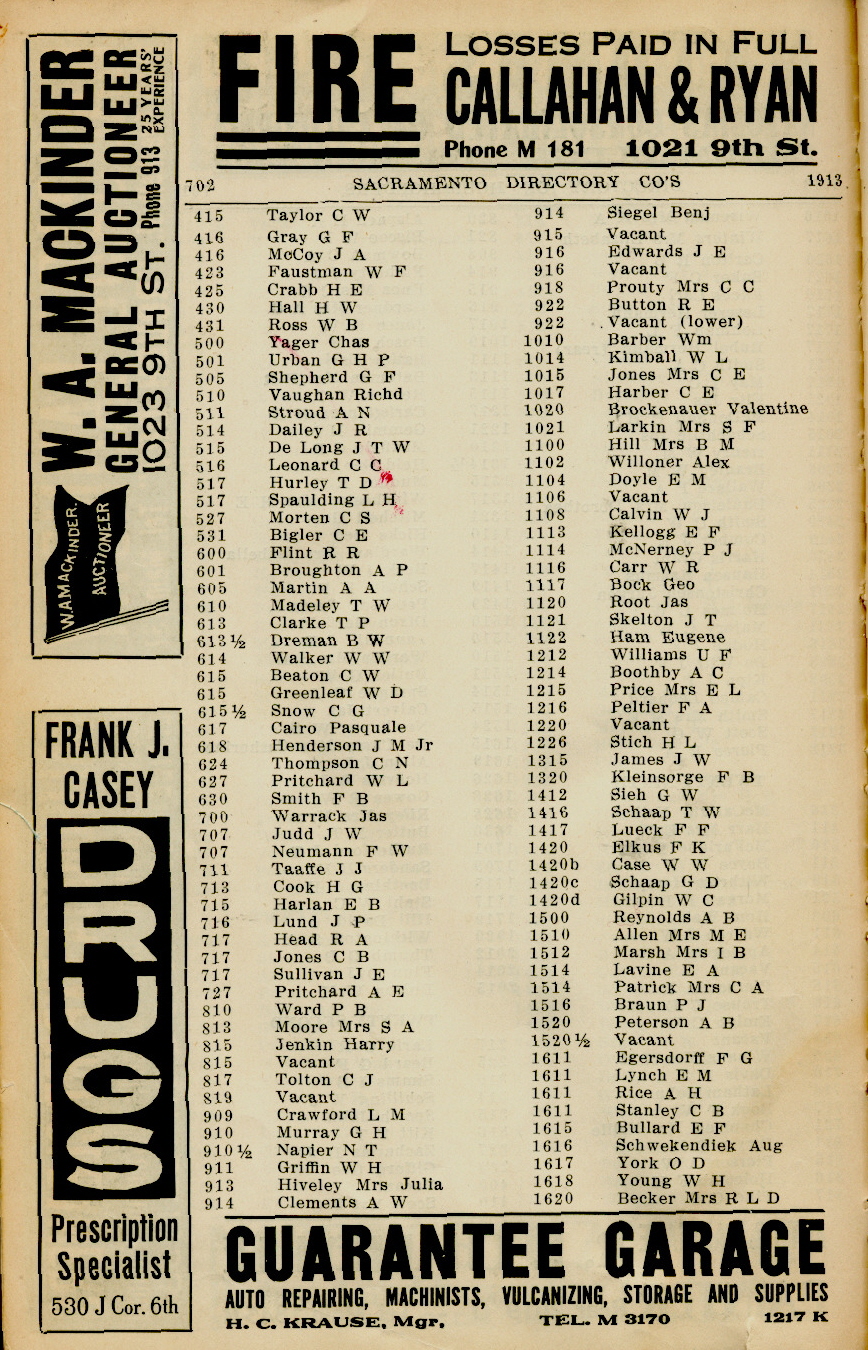 W. A. MACKINDER
GENERAL AUCTIONEER
1023 9TH ST. Phone 913 25 YEARS' EXPERIENCE
W.A.MACKINDER.
AUCTIONEER
FRANK J.
CASEY
DRUGS
Prescription
Specialist
530 J Cor. 6th
FIRE
LOSSES PAID IN FULL
CALLAHAN & RYAN
Phone M 181 1021 9th St.
702 SACRAMENTO DIRECTORY CO'S 1913
415 Taylor C W
416 Gray G F
416 McCoy J A
423 Faustman W F
425 Crabb H E
430 Hall H W
431 Ross W B
500 Yager Chas
501 Urban G H P
505 Shepherd G F
510 Vaughan Richd
511 Stroud A N
514 Dailey J R
515 De Long J T W
516 Leonard C C
517 Hurley T D
517 Spaulding L H
527 Morten C S
531 Bigler C E
600 Flint R R
601 Broughton A P
605 Martin A A
610 Madeley T W
613 Clarke T P
613½ Dreman B W
614 Walker W W
615 Beaton C W
615 Greenleaf W D
615½ Snow C G
617 Cairo Pasquale
618 Henderson J M Jr
624 Thompson C N
627 Pritchard W L
630 Smith F B
700 Warrack Jas
707 Judd J W
707 Neumann F W
711 Taaffe J J
713 Cook H G
715 Harlan E B
716 Lund J P
717 Head R A
717 Jones C B
717 Sullivan J E
727 Pritchard A E
810 Ward P B
813 Moore Mrs S A
815 Jenkin Harry
815 Vacant
817 Tolton C J
819 Vacant
909 Crawford L M
910 Murray G H
910½ Napier N T
911 Griffin W H
913 Hiveley Mrs Julia
914 Clements A W
914 Siegel Benj
915 Vacant
916 Edwards J E
916 Vacant
918 Prouty Mrs C C
922 Button R E
922 Vacant (lower)
1010 Barber Wm
1014 Kimball W L
1015 Jones Mrs C E
1017 Harber C E
1020 Brockenauer Valentine
1021 Larkin Mrs S F
1100 Hill Mrs B M
1102 Willoner Alex
1104 Doyle E M
1106 Vacant
1108 Calvin W J
1113 Kellogg E F
1114 McNerney P J
1116 Carr W R
1117 Bock Geo
1120 Root Jas
1121 Skelton J T
1122 Ham Eugene
1212 Williams U F
1214 Boothby A C
1215 Price Mrs E L
1216 Peltier F A
1220 Vacant
1226 Stich H L
1315 James J W
1320 Kleinsorge F B
1412 Sieh G W
1416 Schaap T W
1417 Lueck F F
1420 Elkus F K
1420b Case W W
1420c Schaap G D
1420d Gilpin W C
1500 Reynolds A B
1510 Allen Mrs M E
1512 Marsh Mrs I B
1514 Lavine E A
1514 Patrick Mrs C A
1516 Braun P J
1520 Peterson A B
1520½ Vacant
1611 Egersdorff F G
1611 Lynch E M
1611 Rice A H
1611 Stanley C B
1615 Bullard E F
1616 Schwekendiek Aug
1617 York O D
1618 Young W H
1620 Becker Mrs R L D
GUARANTEE GARAGE
AUTO REPAIRING, MACHINISTS, VULCANIZING, STORAGE AND SUPPLIES
H. C. KRAUSE, Mgr. TEL. M 3170 1217 K